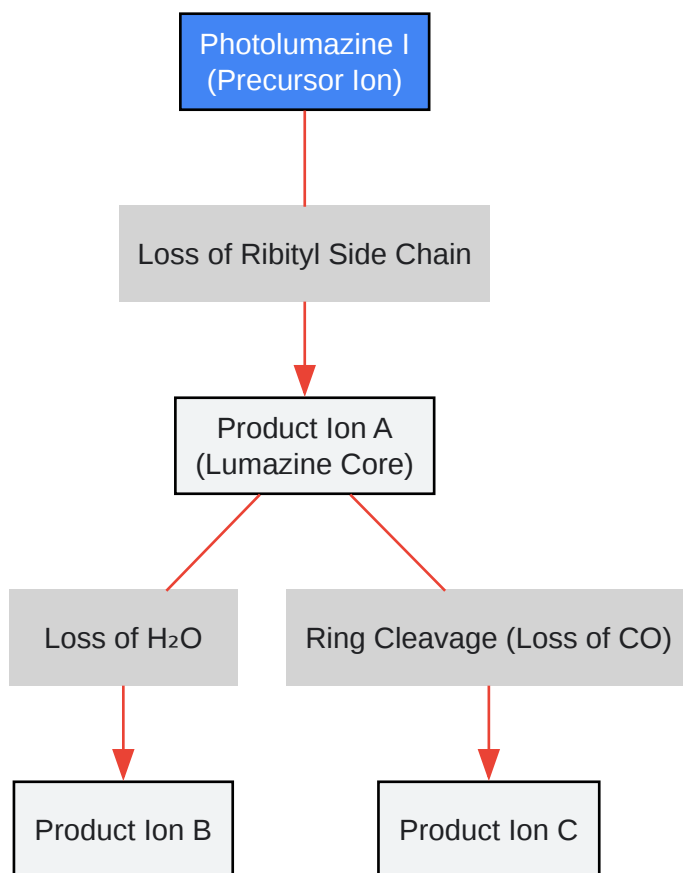 Photolumazine I
(Precursor Ion)
Loss of Ribityl Side Chain
Product Ion A
(Lumazine Core)
Loss of H₂O
Ring Cleavage (Loss of CO)
Product Ion B
Product Ion C